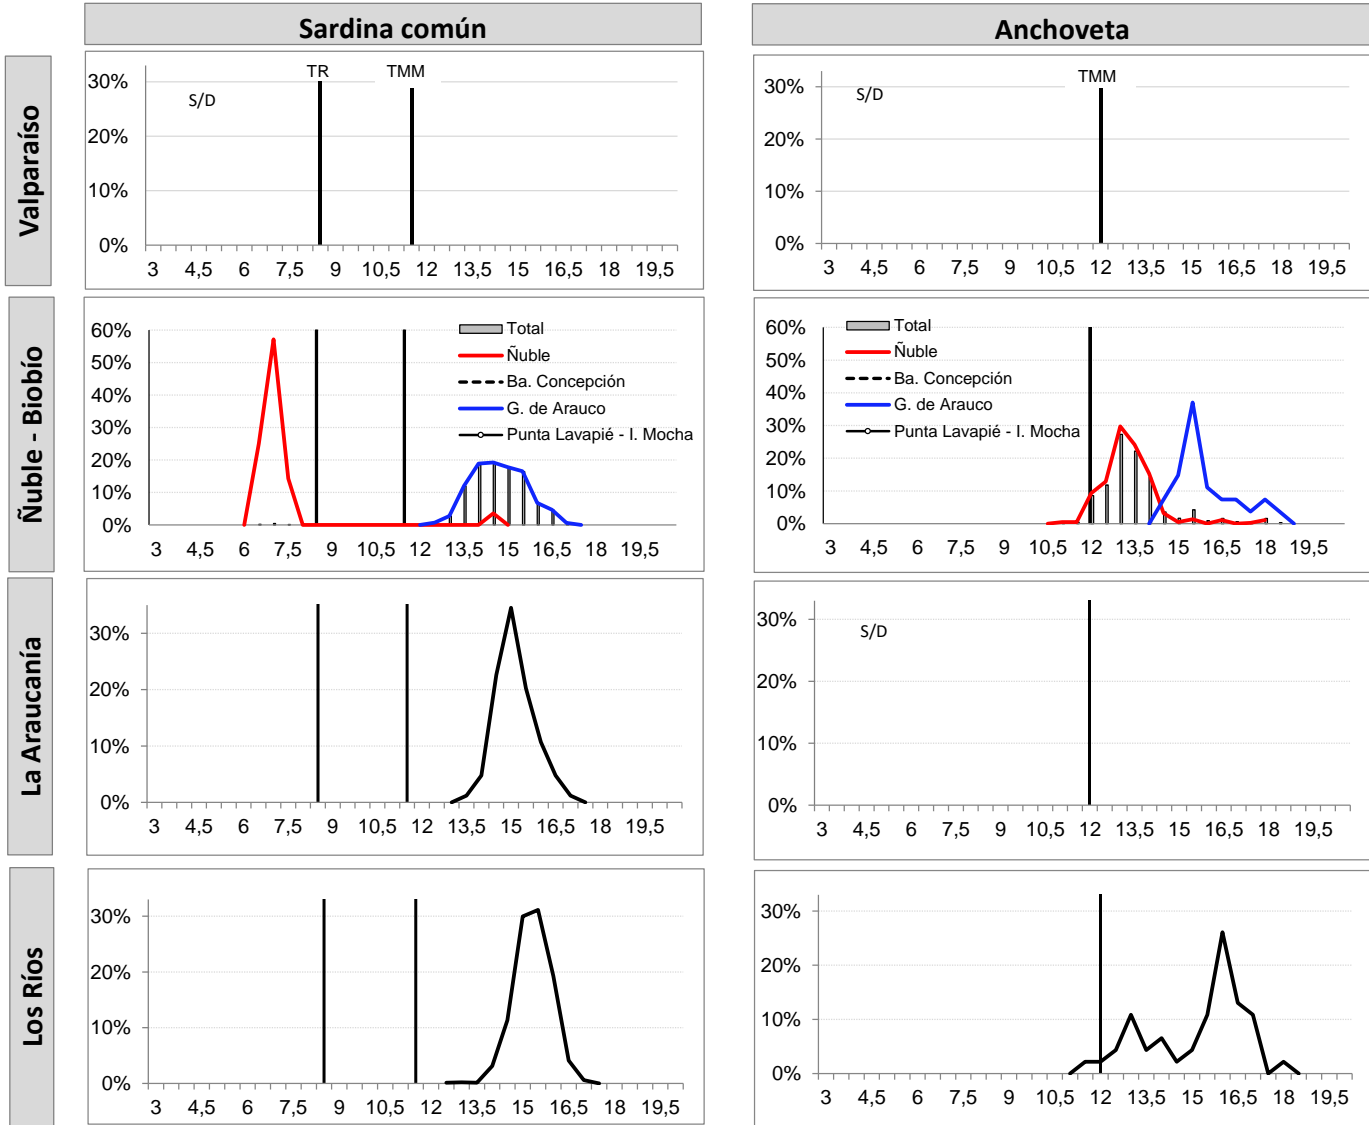 Sardina común
Anchoveta
Valparaíso
30%
20%
10%
0%
S/D
TR
TMM
3 4,5 6 7,5 9 10,5 12 13,5 15 16,5 18 19,5
30%
20%
10%
0%
S/D
TMM
3 4,5 6 7,5 9 10,5 12 13,5 15 16,5 18 19,5
Ñuble - Biobío
60%
50%
40%
30%
20%
10%
0%
Total
Ñuble
Ba. Concepción
G. de Arauco
Punta Lavapié - I. Mocha
3 4,5 6 7,5 9 10,5 12 13,5 15 16,5 18 19,5
60%
50%
40%
30%
20%
10%
0%
Total
Ñuble
Ba. Concepción
G. de Arauco
Punta Lavapié - I. Mocha
3 4,5 6 7,5 9 10,5 12 13,5 15 16,5 18 19,5
La Araucanía
30%
20%
10%
0%
3 4,5 6 7,5 9 10,5 12 13,5 15 16,5 18 19,5
30%
20%
10%
0%
S/D
3 4,5 6 7,5 9 10,5 12 13,5 15 16,5 18 19,5
Los Ríos
30%
20%
10%
0%
3 4,5 6 7,5 9 10,5 12 13,5 15 16,5 18 19,5
30%
20%
10%
0%
3 4,5 6 7,5 9 10,5 12 13,5 15 16,5 18 19,5